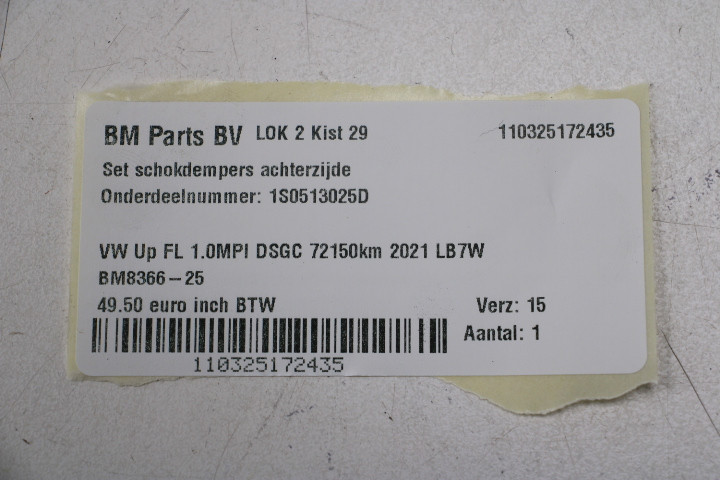 BM Parts BV LOK 2 Kist 29 110325172435
Set schokdempers achterzijde
Onderdeelnummer: 1S0513025D
VW Up FL 1.0MPI DSGC 72150km 2021 LB7W
BM8366-25
49.50 euro inch BTW Verz: 15
Aantal: 1
110325172435